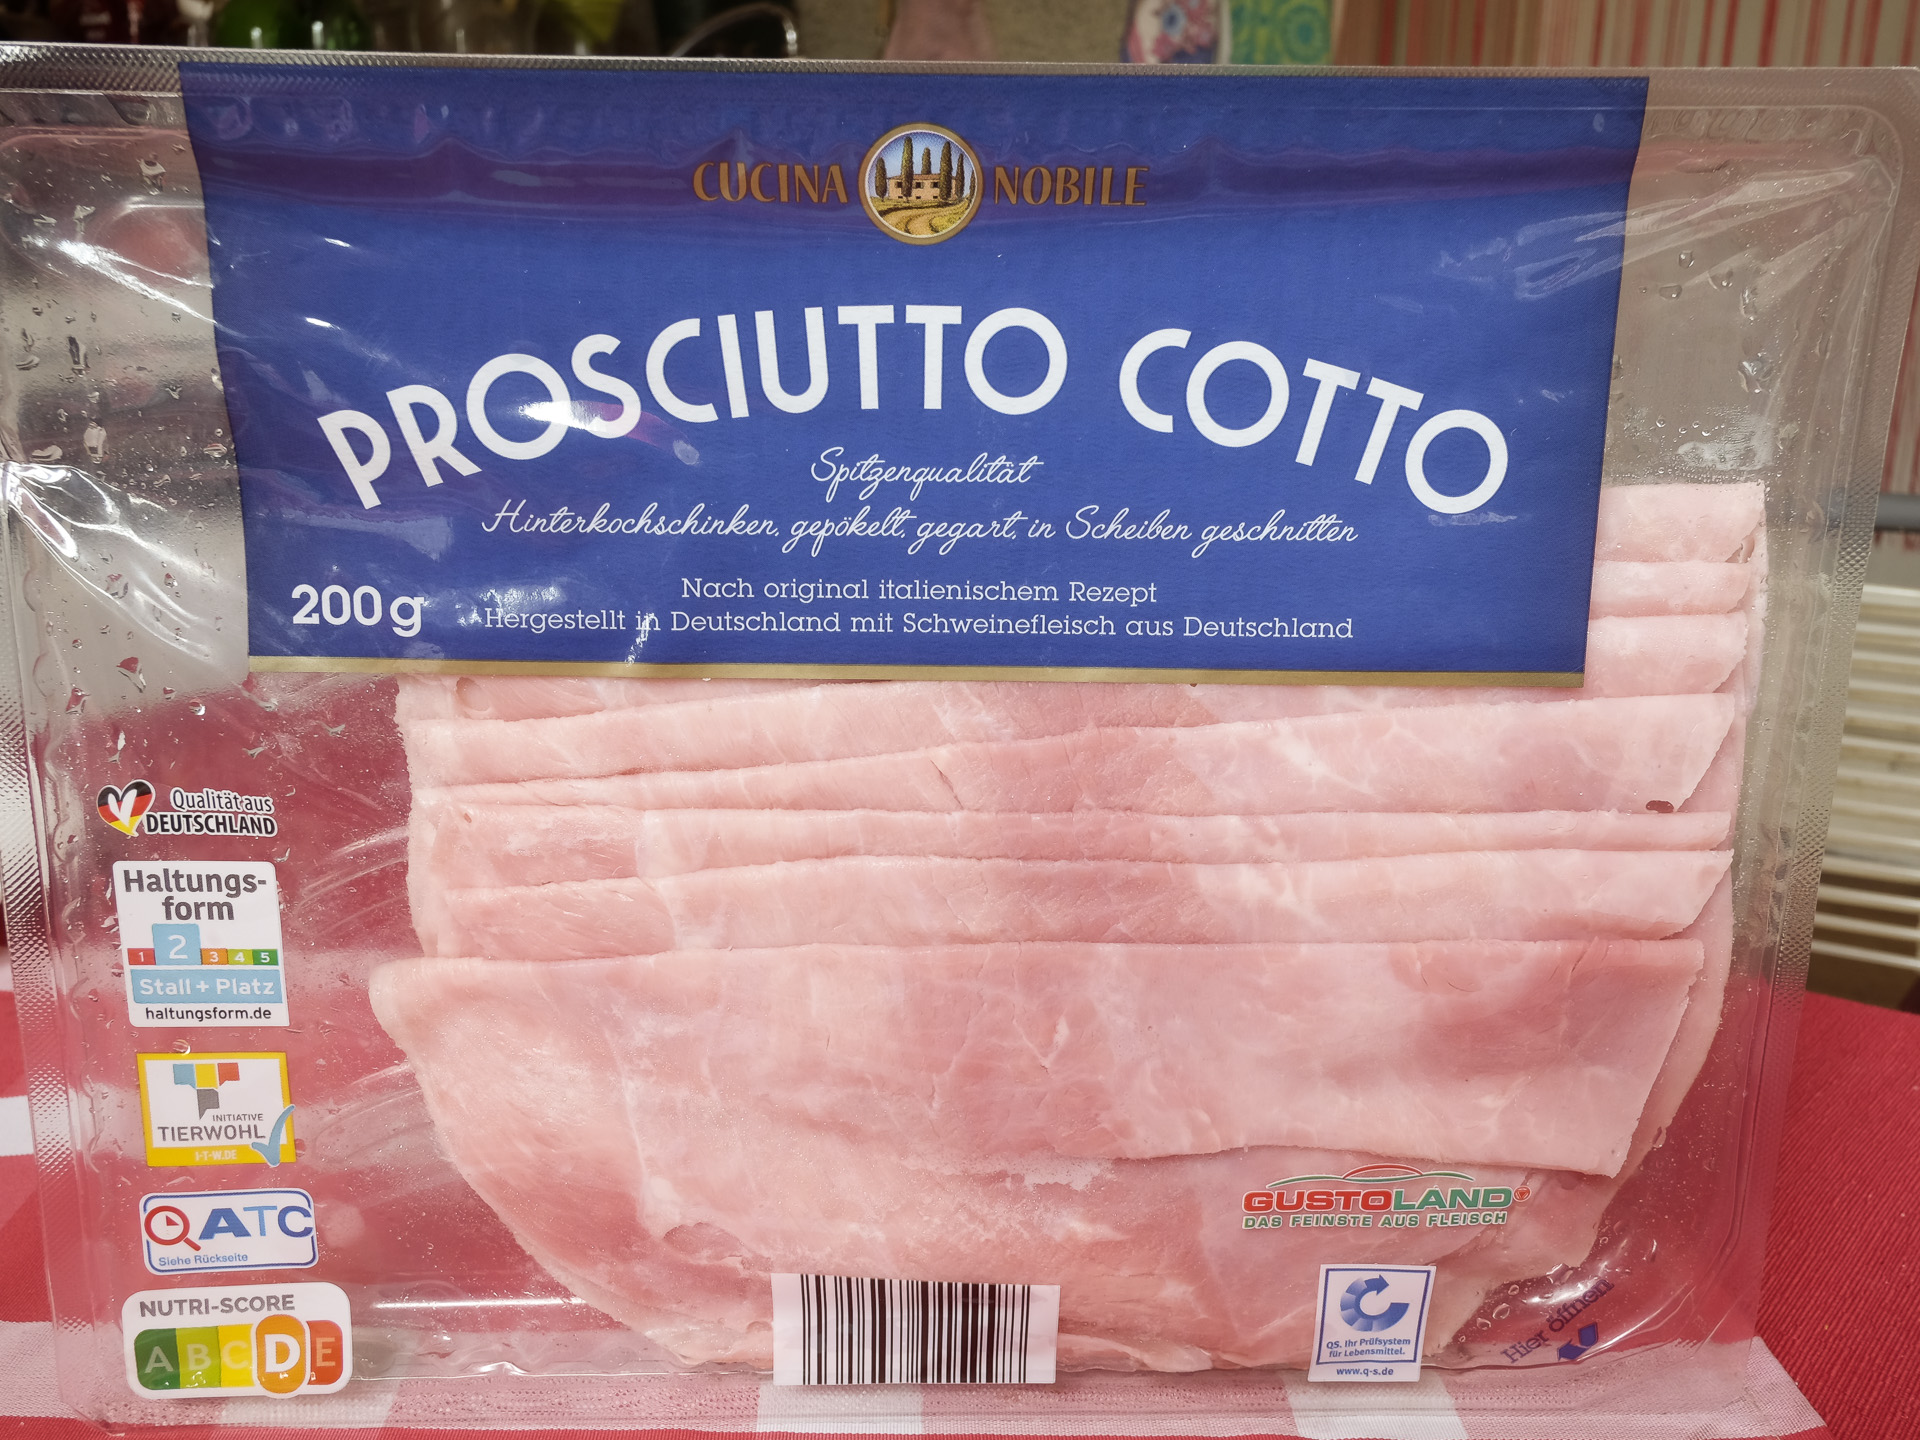 CUCINA NOBILE
PROSCIUTTO COTTO
Spitzenqualität
Hinterkochschinken, gepökelt, gegart, in Scheiben geschnitten
200 g
Nach original italienischem Rezept
Hergestellt in Deutschland mit Schweinefleisch aus Deutschland
Qualität aus
DEUTSCHLAND
Haltungs-
form
1 2 3 4 5
Stall + Platz
haltungsform.de
INITIATIVE
TIERWOHL
I-T-W.DE
ATC
Siehe Rückseite
NUTRI-SCORE
A B C D E
GUSTOLAND
DAS FEINSTE AUS FLEISCH
QS. Ihr Prüfsystem
für Lebensmittel.
www.q-s.de
Hier öffnen